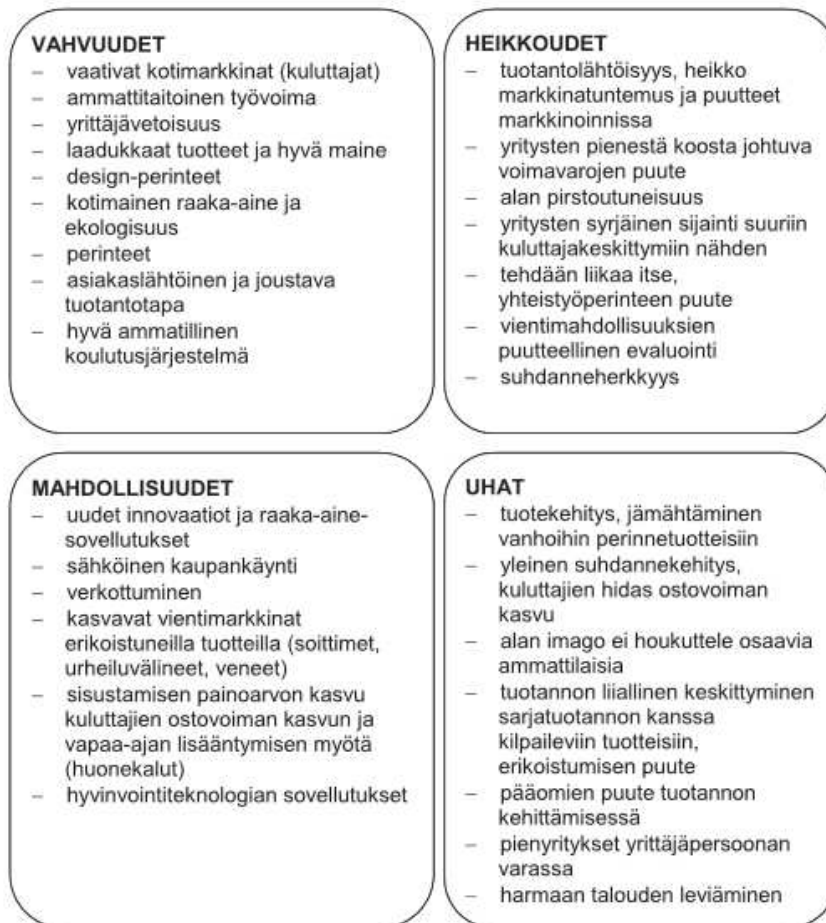 VAHVUUDET
– vaativat kotimarkkinat (kuluttajat)
– ammattitaitoinen työvoima
– yrittäjävetoisuus
– laadukkaat tuotteet ja hyvä maine
– design-perinteet
– kotimainen raaka-aine ja
ekologisuus
– perinteet
– asiakaslähtöinen ja joustava
tuotantotapa
– hyvä ammatillinen
koulutusjärjestelmä
HEIKKOUDET
– tuotantolähtöisyys, heikko
markkinatuntemus ja puutteet
markkinoinnissa
– yritysten pienestä koosta johtuva
voimavarojen puute
– alan pirstoutuneisuus
– yritysten syrjäinen sijainti suuriin
kuluttajakeskittymiin nähden
– tehdään liikaa itse,
yhteistyöperinteen puute
– vientimahdollisuuksien
puutteellinen evaluointi
– suhdanneherkkyys
MAHDOLLISUUDET
– uudet innovaatiot ja raaka-aine-
sovellutukset
– sähköinen kaupankäynti
– verkottuminen
– kasvavat vientimarkkinat
erikoistuneilla tuotteilla (soittimet,
urheiluvälineet, veneet)
– sisustamisen painoarvon kasvu
kuluttajien ostovoiman kasvun ja
vapaa-ajan lisääntymisen myötä
(huonekalut)
– hyvinvointiteknologian sovellutukset
UHAT
– tuotekehitys, jämähtäminen
vanhoihin perinnetuotteisiin
– yleinen suhdannekehitys,
kuluttajien hidas ostovoiman
kasvu
– alan imago ei houkuttele osaavia
ammattilaisia
– tuotannon liiallinen keskittyminen
sarjatuotannon kanssa
kilpaileviin tuotteisiin,
erikoistumisen puute
– pääomien puute tuotannon
kehittämisessä
– pienyritykset yrittäjäpersoonan
varassa
– harmaan talouden leviäminen